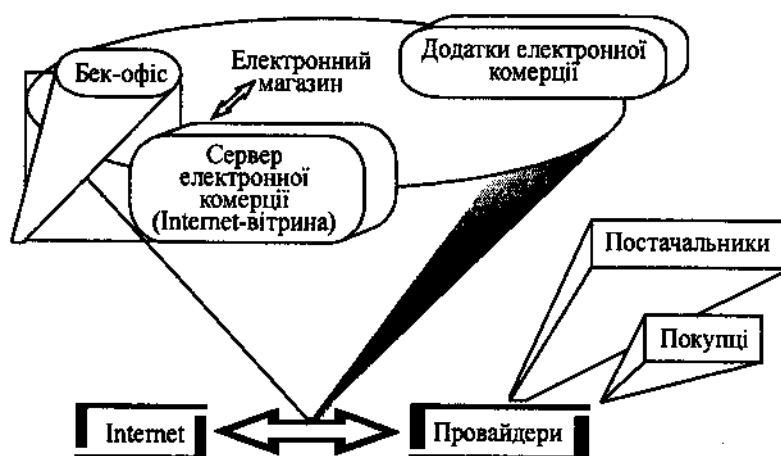 Бек-офіс
Електронний
магазин
Додатки електронної
комерції
Сервер
електронної
комерції
(Internet-вітрина)
Постачальники
Покупці
Internet
Провайдери